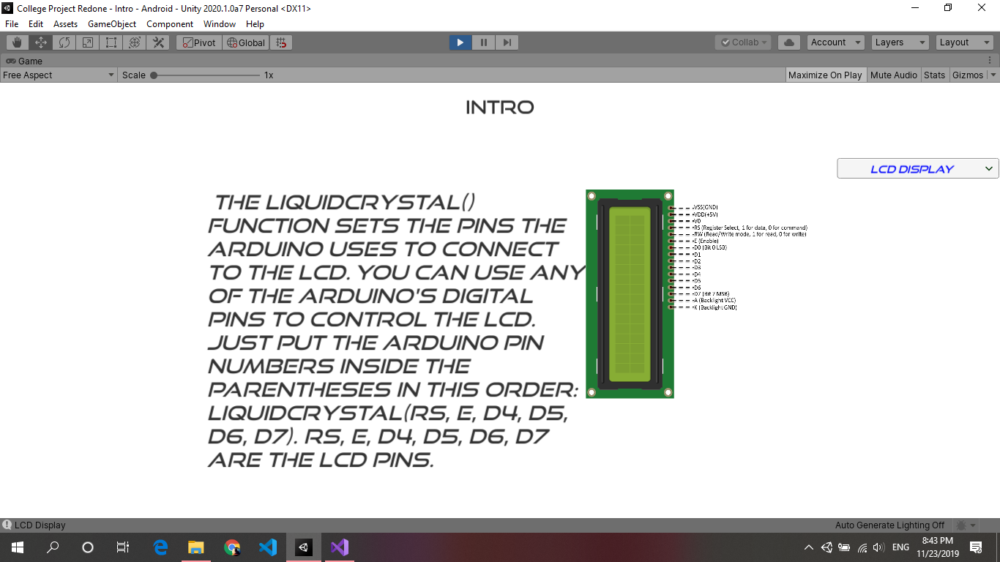 College Project Redone - Intro - Android - Unity 2020.1.0a7 Personal <DX11>
File Edit Assets GameObject Component Window Help
Pivot Global Collab Account Layers Layout
Game
Free Aspect Scale 1x Maximize On Play Mute Audio Stats Gizmos
INTRO
LCD DISPLAY
THE LIQUIDCRYSTAL()
FUNCTION SETS THE PINS THE
ARDUINO USES TO CONNECT
TO THE LCD. YOU CAN USE ANY
OF THE ARDUINO'S DIGITAL
PINS TO CONTROL THE LCD.
JUST PUT THE ARDUINO PIN
NUMBERS INSIDE THE
PARENTHESES IN THIS ORDER:
LIQUIDCRYSTAL(RS, E, D4, D5,
D6, D7). RS, E, D4, D5, D6, D7
ARE THE LCD PINS.
VSS(GND)
VDD(+5V)
V0
RS (Register Select, 1 for data, 0 for command)
RW (Read/Write mode, 1 for read, 0 for write)
E (Enable)
D0 (Bit 0 LSB)
D1
D2
D3
D4
D5
D6
D7 (Bit 7 MSB)
A (Backlight VCC)
K (Backlight GND)
LCD Display Auto Generate Lighting Off
ENG
8:43 PM
11/23/2019